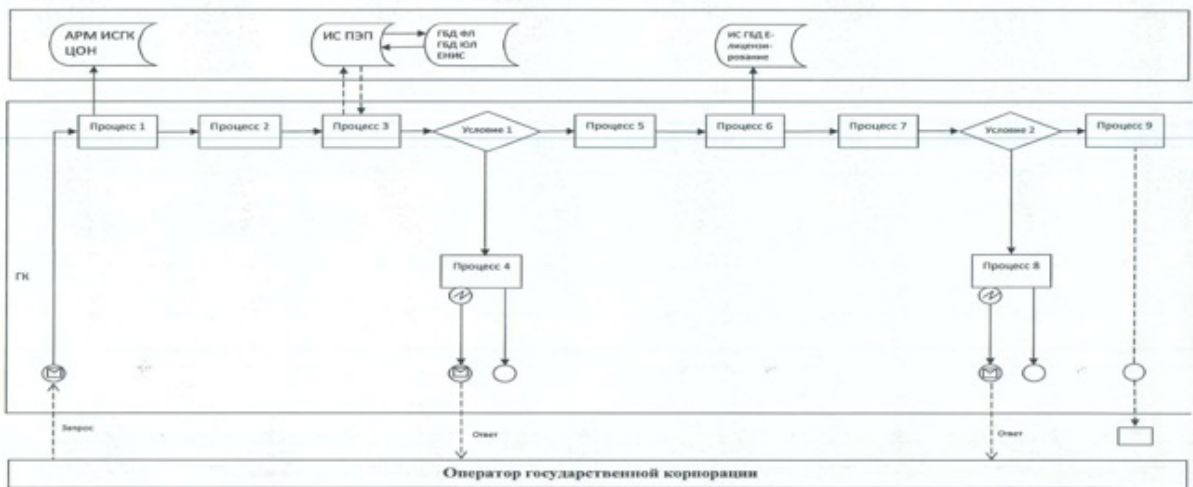 АРМ ИСГК
ЦОН
ИС ПЭП
ГБД ФЛ
ГБД ЮЛ
ЕНИС
ИС ГБД Е-
лицензи-
рование
Процесс 1
Процесс 2
Процесс 3
Условие 1
Процесс 5
Процесс 6
Процесс 7
Условие 2
Процесс 9
Процесс 4
Процесс 8
ГК
Запрос
Ответ
Ответ
Оператор государственной корпорации